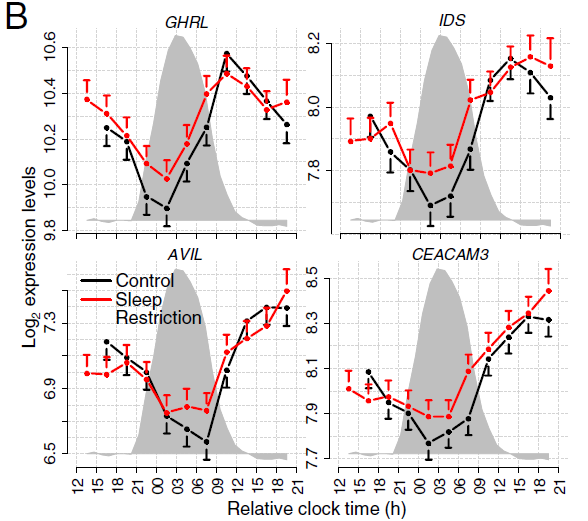 B
GHRL
IDS
10.6
10.4
10.2
10.0
9.8
8.2
8.0
7.8
Log2 expression levels
AVIL
CEACAM3
Control
Sleep
Restriction
7.3
6.9
6.5
8.5
8.3
8.1
7.9
7.7
12 15 18 21 00 03 06 09 12 15 18 21
12 15 18 21 00 03 06 09 12 15 18 21
Relative clock time (h)